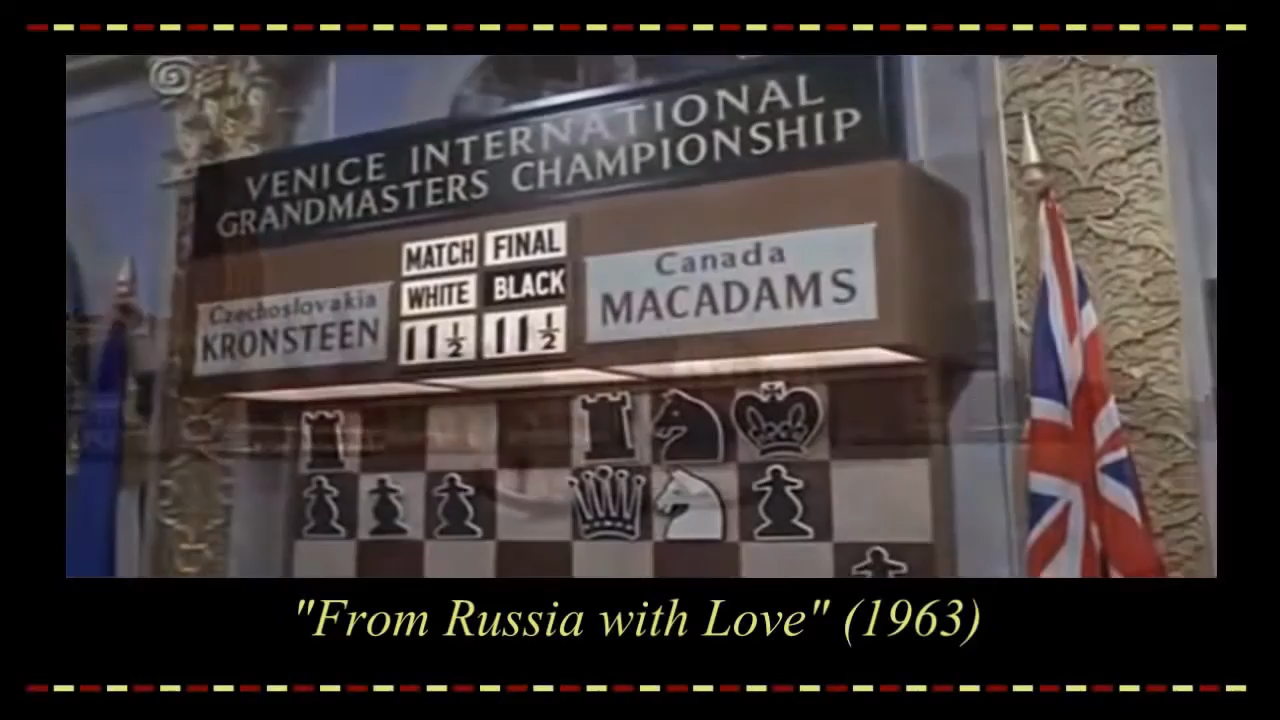 VENICE INTERNATIONAL
GRANDMASTERS CHAMPIONSHIP
MATCH FINAL
Czechoslovakia
KRONSTEEN
WHITE BLACK
11½ 11½
Canada
MACADAMS
"From Russia with Love" (1963)